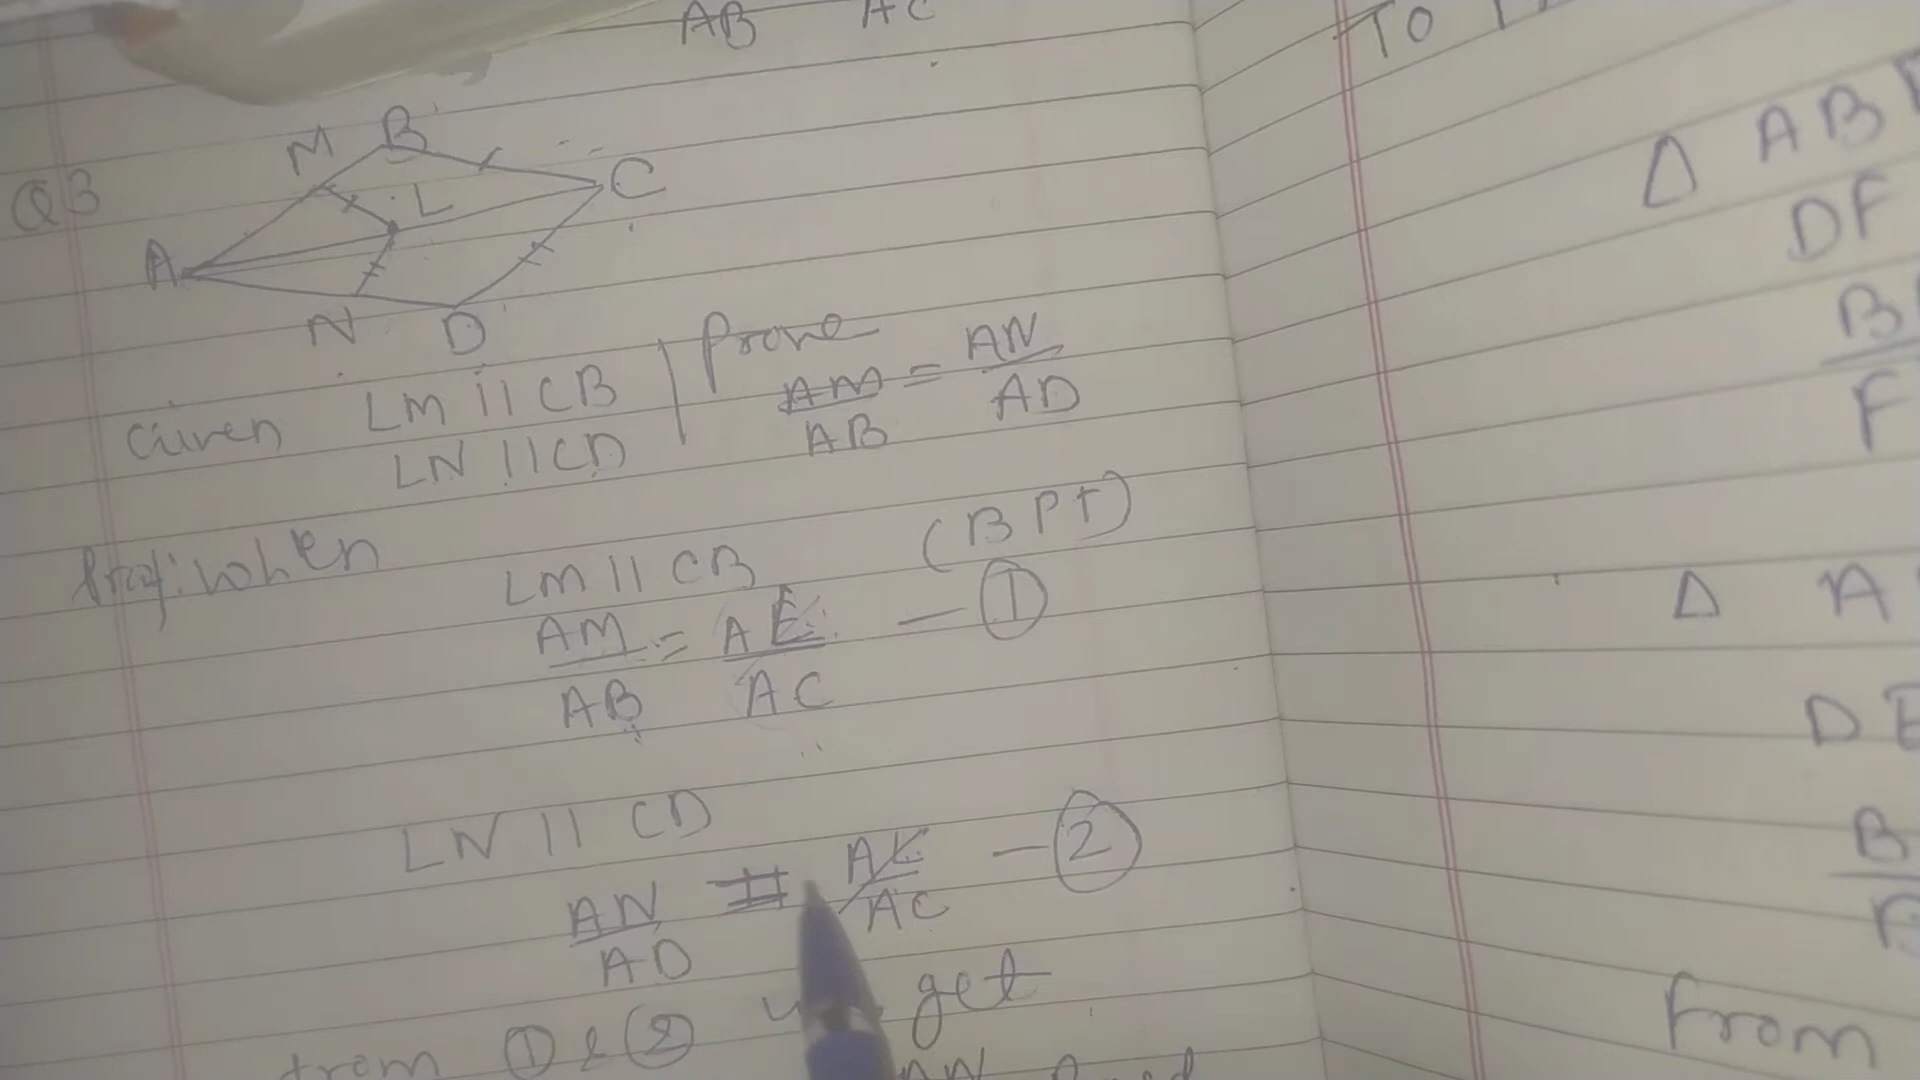 AB AC
Q3
M B
A L C
N D
Given LM || CB | Prove AM/AB = AN/AD
LN || CD
Proof: when
LM || CB (BPT)
AM/AB = AL/AC — ①
LN || CD
AN/AD = AL/AC — ②
from ① & ② get
AN
TO
Δ AB
DF
B
F
Δ A
D E
B
From